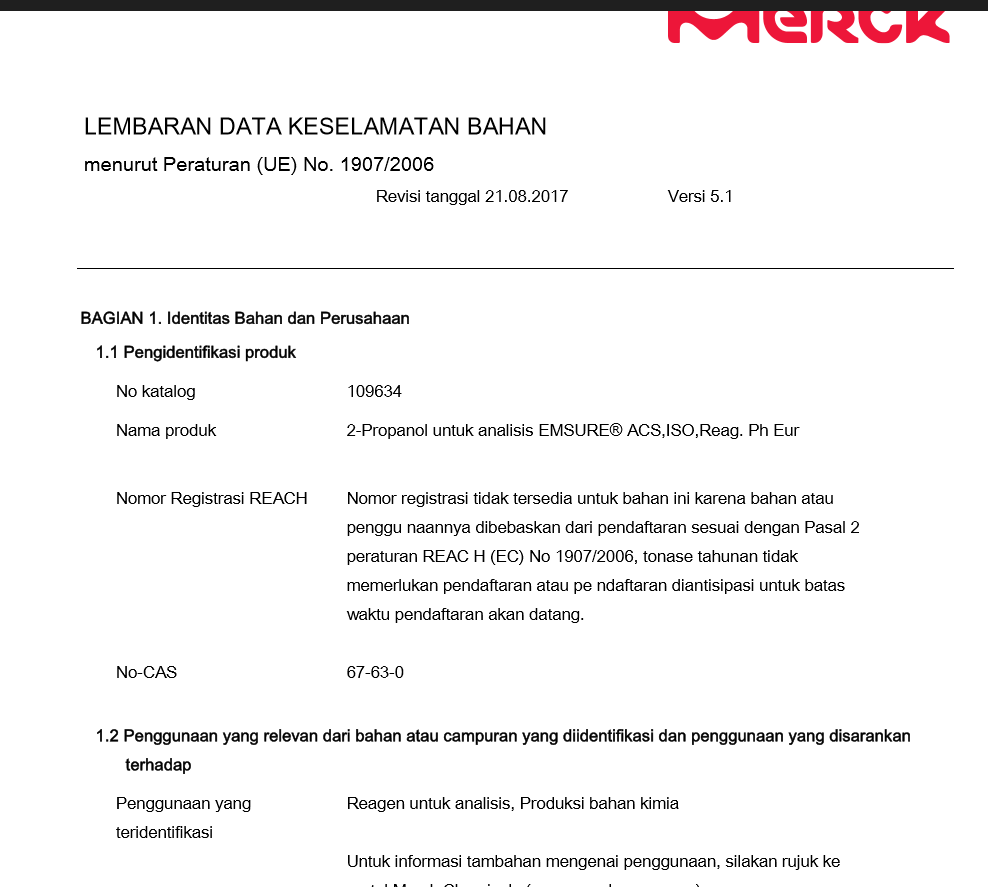 MERCK
LEMBARAN DATA KESELAMATAN BAHAN
menurut Peraturan (UE) No. 1907/2006
Revisi tanggal 21.08.2017 Versi 5.1
BAGIAN 1. Identitas Bahan dan Perusahaan
1.1 Pengidentifikasi produk
No katalog 109634
Nama produk 2-Propanol untuk analisis EMSURE® ACS,ISO,Reag. Ph Eur
Nomor Registrasi REACH Nomor registrasi tidak tersedia untuk bahan ini karena bahan atau
penggu naannya dibebaskan dari pendaftaran sesuai dengan Pasal 2
peraturan REAC H (EC) No 1907/2006, tonase tahunan tidak
memerlukan pendaftaran atau pe ndaftaran diantisipasi untuk batas
waktu pendaftaran akan datang.
No-CAS 67-63-0
1.2 Penggunaan yang relevan dari bahan atau campuran yang diidentifikasi dan penggunaan yang disarankan
terhadap
Penggunaan yang Reagen untuk analisis, Produksi bahan kimia
teridentifikasi
Untuk informasi tambahan mengenai penggunaan, silakan rujuk ke